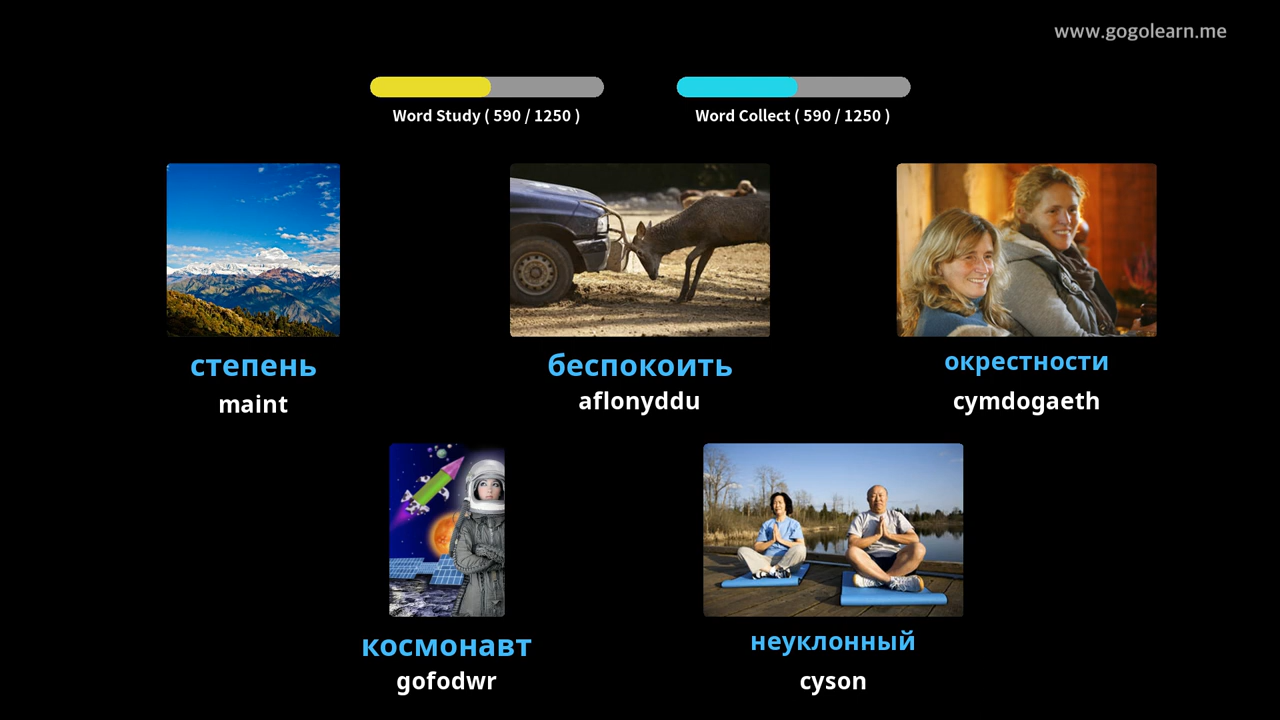 www.gogolearn.me
Word Study ( 590 / 1250 )
Word Collect ( 590 / 1250 )
степень
maint
беспокоить
aflonyddu
окрестности
cymdogaeth
космонавт
gofodwr
неуклонный
cyson